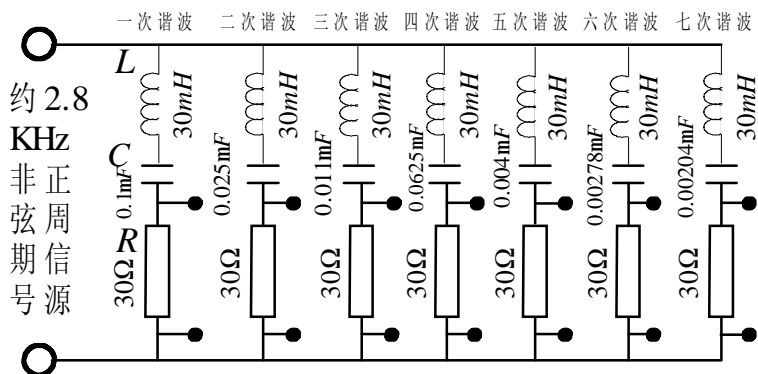 一次谐波 二次谐波 三次谐波 四次谐波 五次谐波 六次谐波 七次谐波
约2.8
KHz
非正
弦周
期信
号源
L
30mH 30mH 30mH 30mH 30mH 30mH 30mH
C
0.1mF 0.025mF 0.011mF 0.0625mF 0.004mF 0.00278mF 0.00204mF
R
30Ω 30Ω 30Ω 30Ω 30Ω 30Ω 30Ω